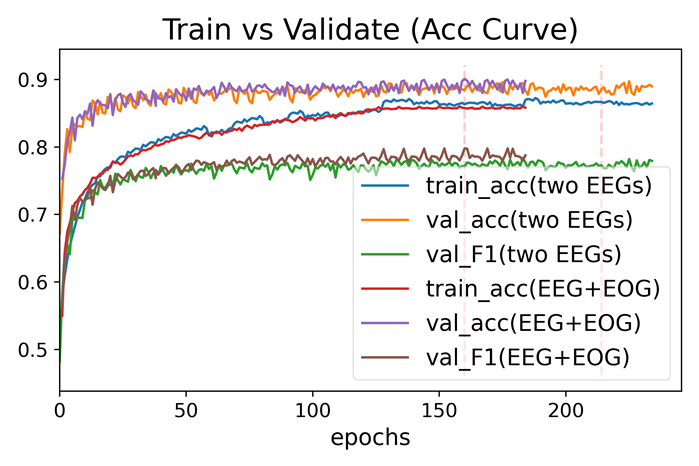 Train vs Validate (Acc Curve)
0.9
0.8
0.7
0.6
0.5
train_acc(two EEGs)
val_acc(two EEGs)
val_F1(two EEGs)
train_acc(EEG+EOG)
val_acc(EEG+EOG)
val_F1(EEG+EOG)
0 50 100 150 200
epochs